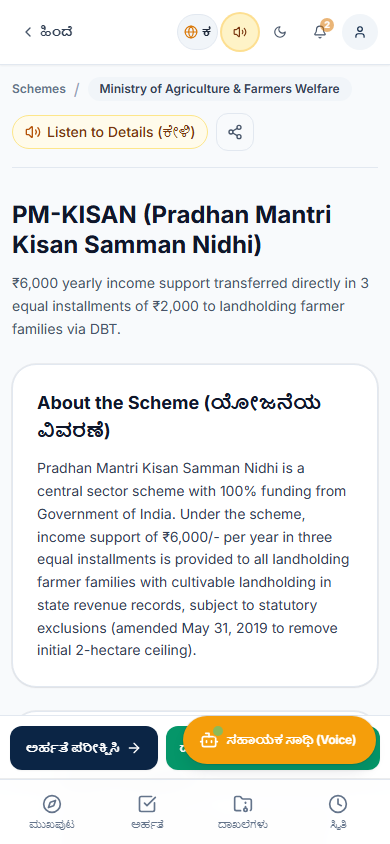 ಹಿಂದೆ
ಕ
2
Schemes / Ministry of Agriculture & Farmers Welfare
Listen to Details (ಕೇಳಿ)
PM-KISAN (Pradhan Mantri
Kisan Samman Nidhi)
₹6,000 yearly income support transferred directly in 3
equal installments of ₹2,000 to landholding farmer
families via DBT.
About the Scheme (ಯೋಜನೆಯ
ವಿವರಣೆ)
Pradhan Mantri Kisan Samman Nidhi is a
central sector scheme with 100% funding from
Government of India. Under the scheme,
income support of ₹6,000/- per year in three
equal installments is provided to all landholding
farmer families with cultivable landholding in
state revenue records, subject to statutory
exclusions (amended May 31, 2019 to remove
initial 2-hectare ceiling).
ಅರ್ಹತೆ ಪರೀಕ್ಷಿಸಿ →
ಸಹಾಯಕ ಸಾಥಿ (Voice)
ಮುಖಪುಟ
ಅರ್ಹತೆ
ದಾಖಲೆಗಳು
ಸ್ಥಿತಿ